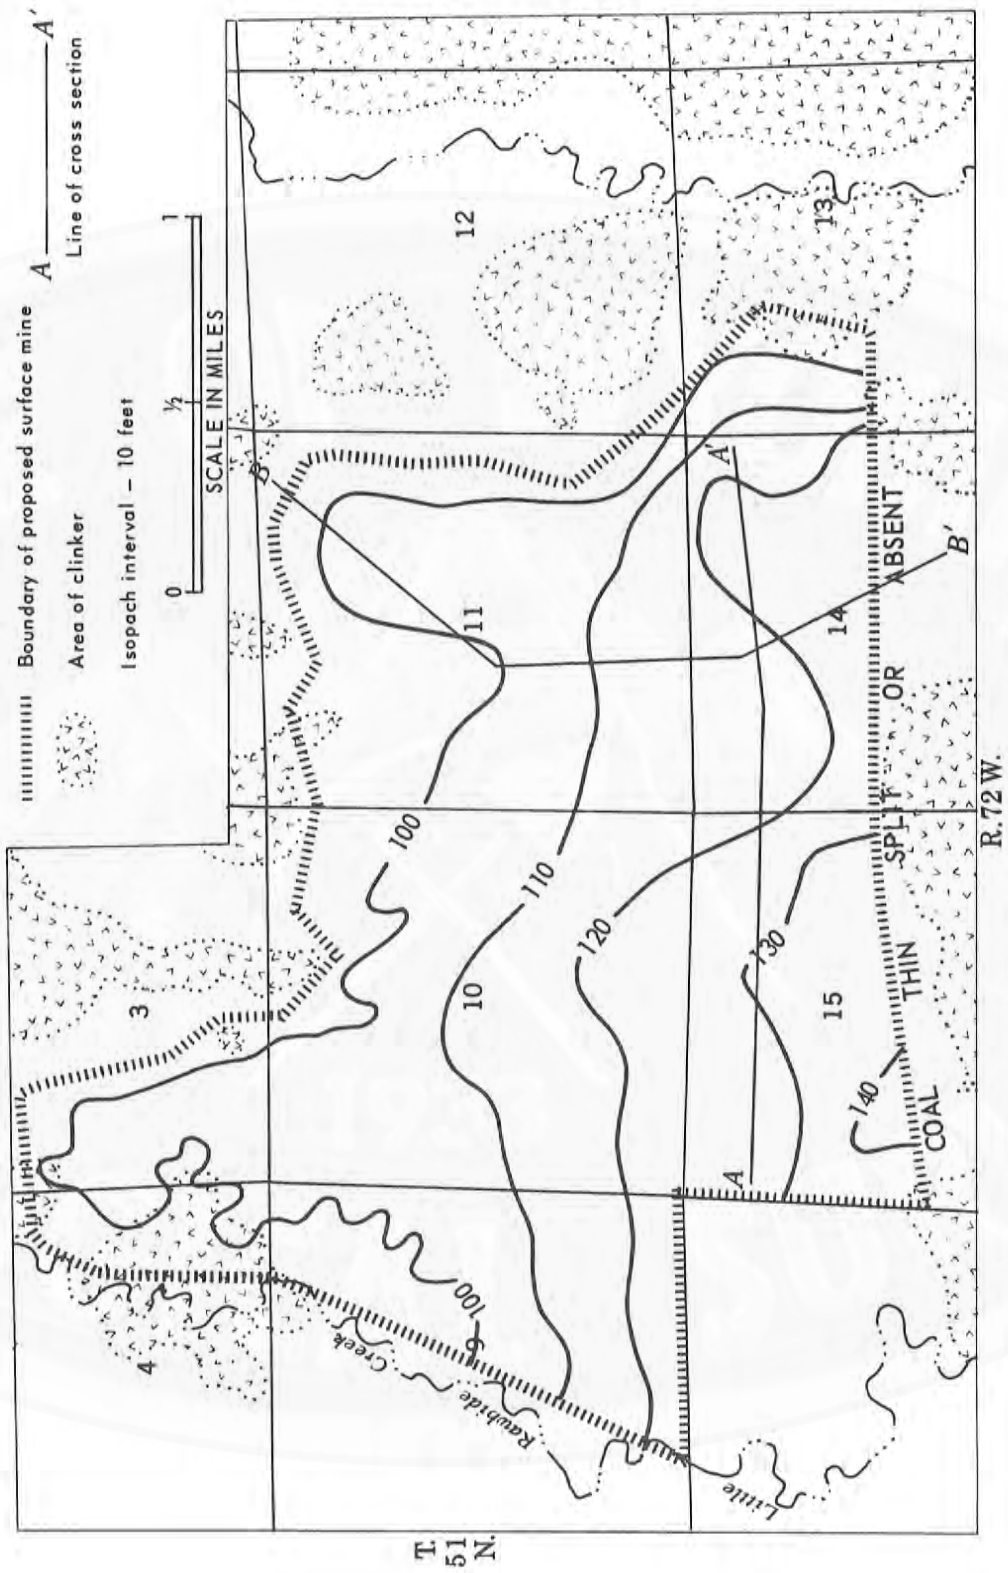 Boundary of proposed surface mine
A A′
Line of cross section
Area of clinker
Isopach interval – 10 feet
0 ½ 1
SCALE IN MILES
T.
51
N.
R. 72 W.
4
3
B
12
100
11
10
110
100
9
Little Rawhide Creek
120
A′
13
130
A
14
15
140
B′
COAL THIN SPLIT OR ABSENT